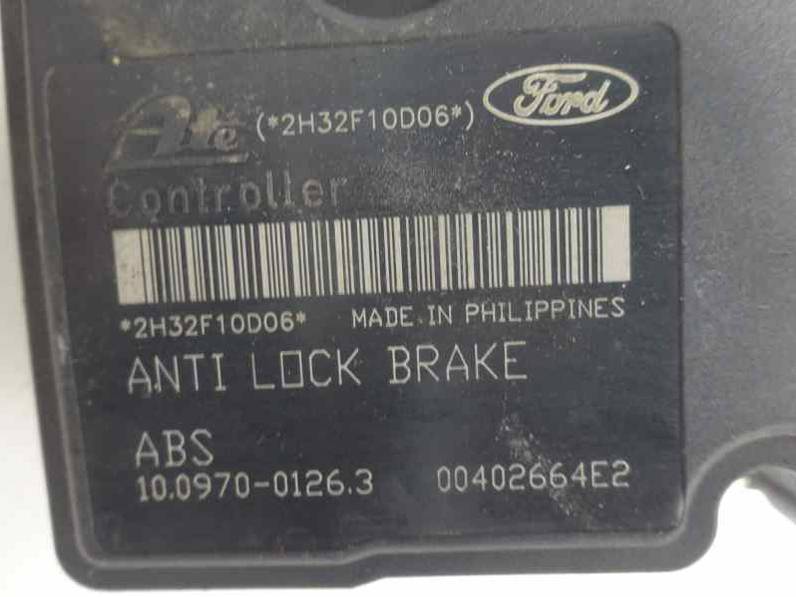 Ate (*2H32F10D06*) Ford
Controller
*2H32F10D06* MADE IN PHILIPPINES
ANTI LOCK BRAKE
ABS
10.0970-0126.3 00402664E2